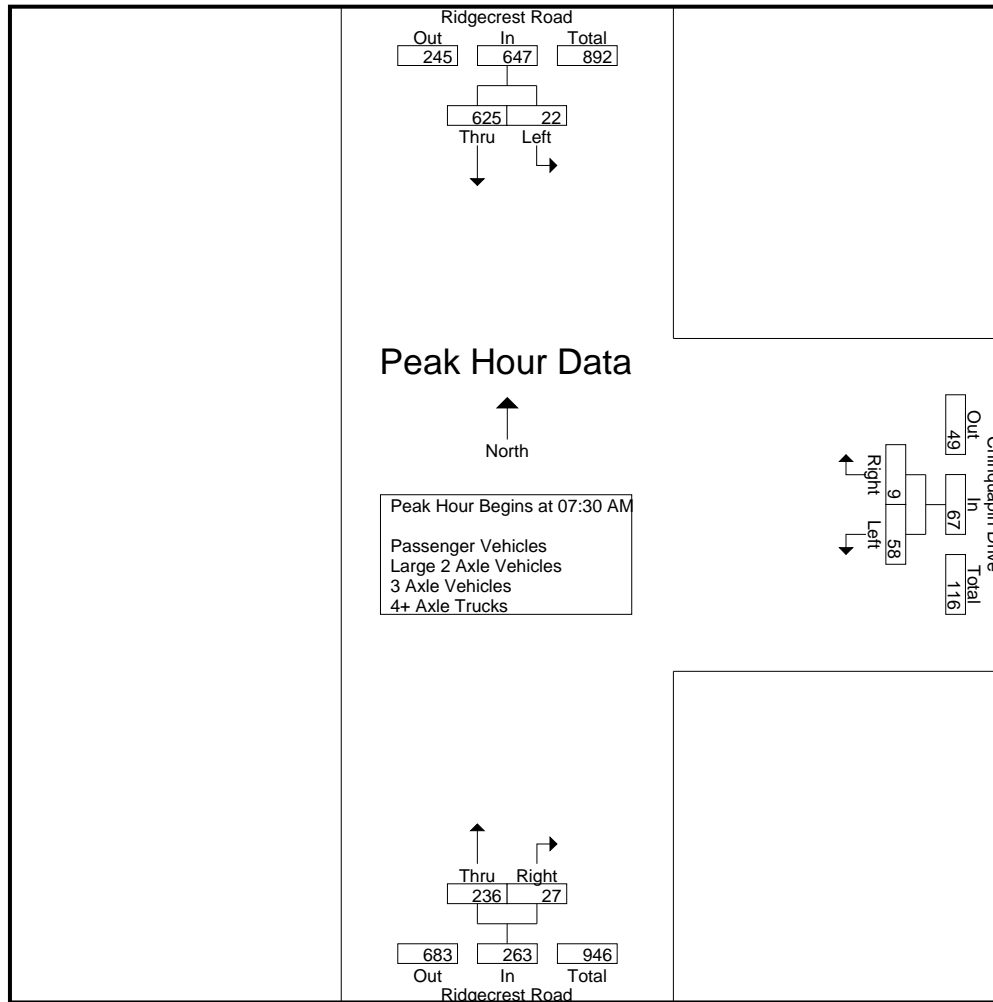 Ridgecrest Road
Out In Total
245 647 892
625 22
Thru Left
Peak Hour Data
North
Peak Hour Begins at 07:30 AM
Passenger Vehicles
Large 2 Axle Vehicles
3 Axle Vehicles
4+ Axle Trucks
Chinquapin Drive
Out In Total
49 67 116
9 58
Right Left
Thru Right
236 27
683 263 946
Out In Total
Ridgecrest Road